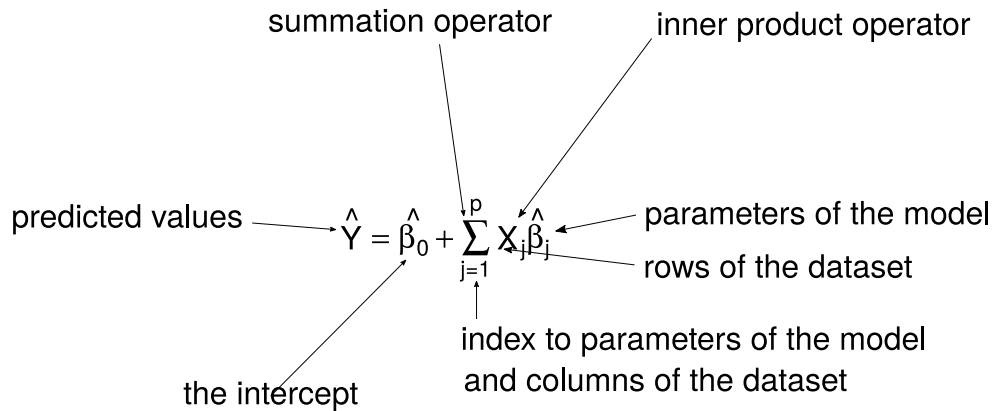 summation operator
inner product operator
predicted values
Ŷ = β̂₀ + ∑ Xⱼβ̂ⱼ
p
j=1
parameters of the model
rows of the dataset
index to parameters of the model
and columns of the dataset
the intercept